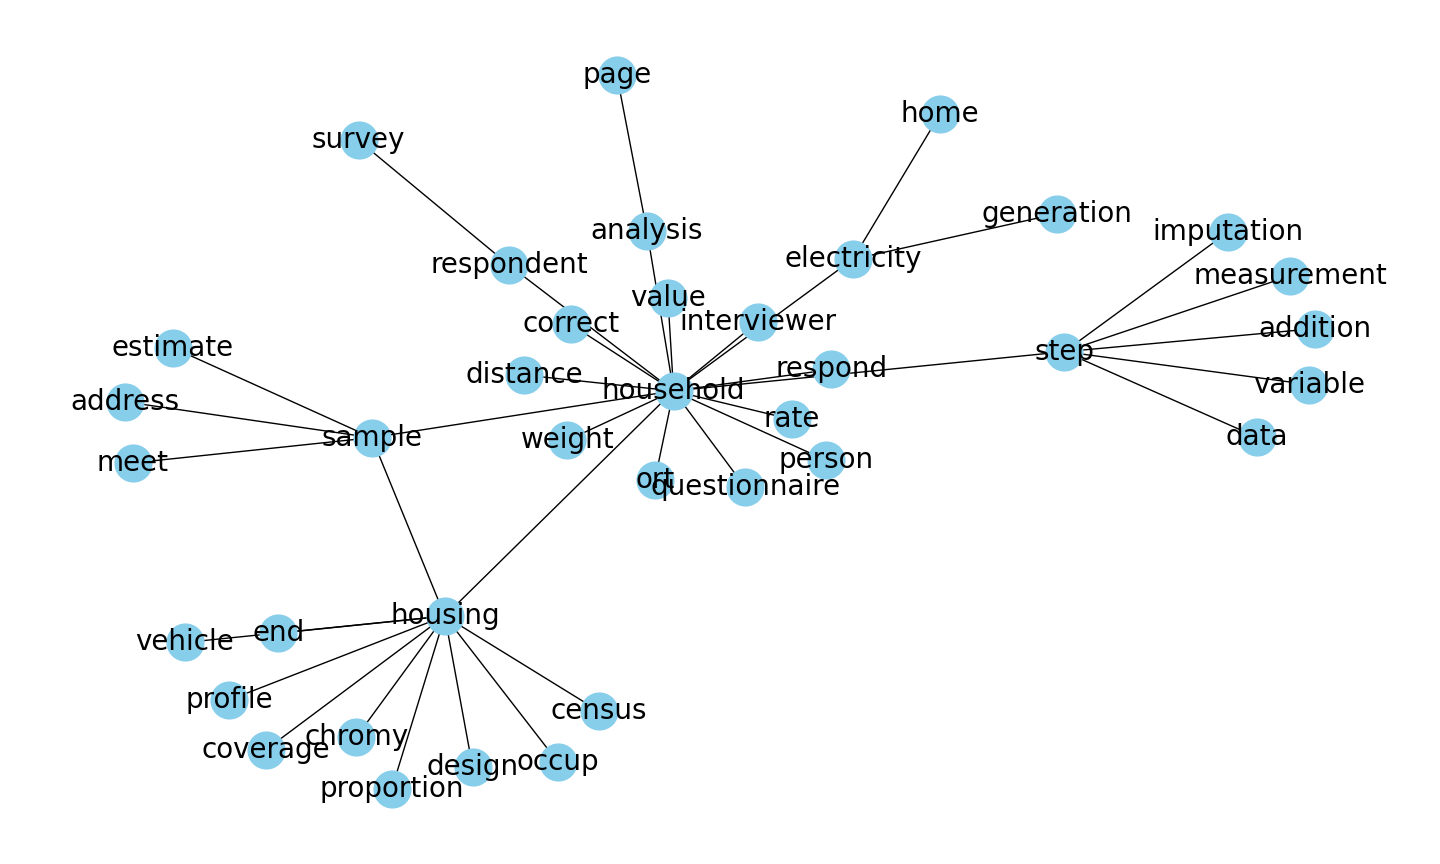 page
home
survey
generation
imputation
analysis
electricity
respondent
measurement
value
interviewer
correct
addition
estimate
step
respond
distance
household
variable
address
rate
sample
weight
data
meet
person
ort
questionnaire
housing
end
vehicle
profile
census
chromy
coverage
design
occup
proportion